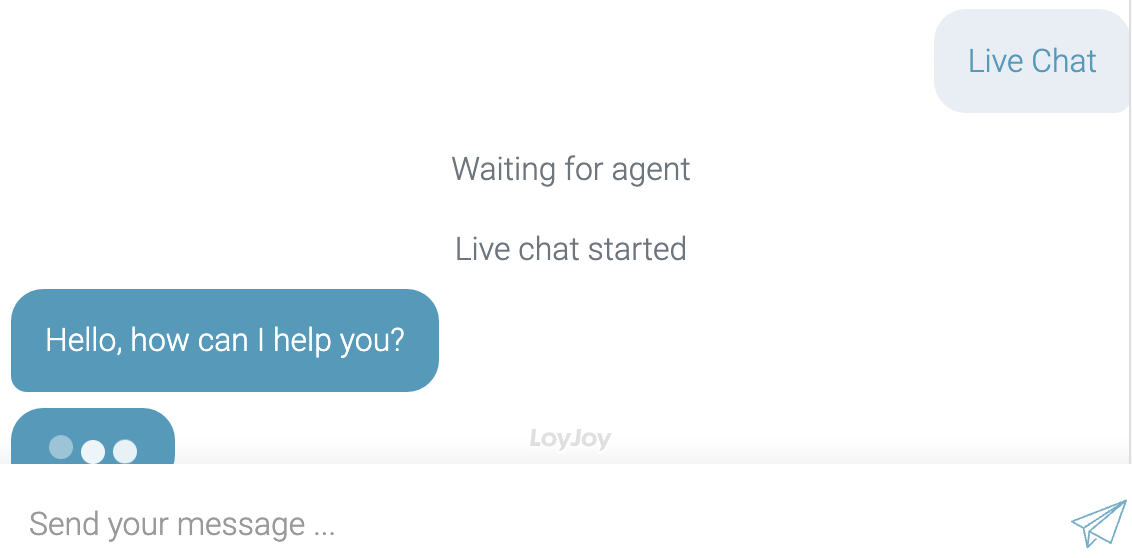 Live Chat
Waiting for agent
Live chat started
Hello, how can I help you?
LoyJoy
Send your message ...